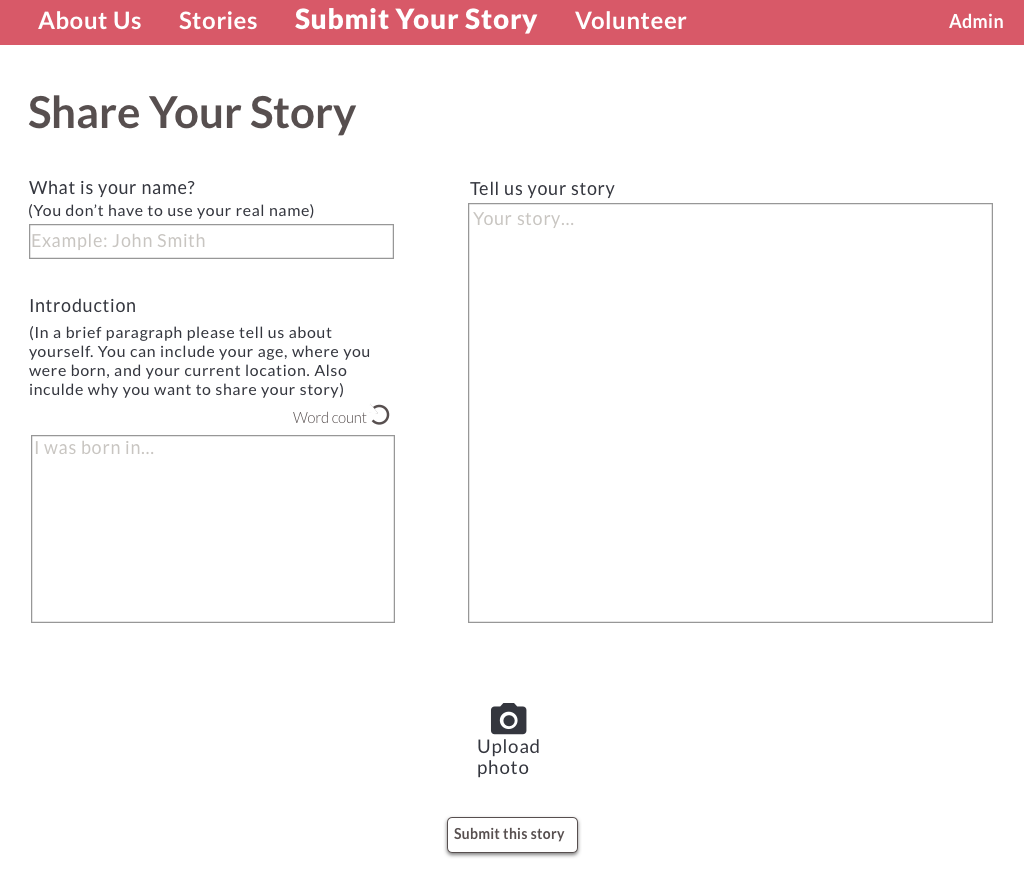 About Us Stories Submit Your Story Volunteer Admin
Share Your Story
What is your name?
(You don’t have to use your real name)
Example: John Smith
Introduction
(In a brief paragraph please tell us about
yourself. You can include your age, where you
were born, and your current location. Also
inculde why you want to share your story)
Word count
I was born in...
Tell us your story
Your story...
Upload
photo
Submit this story